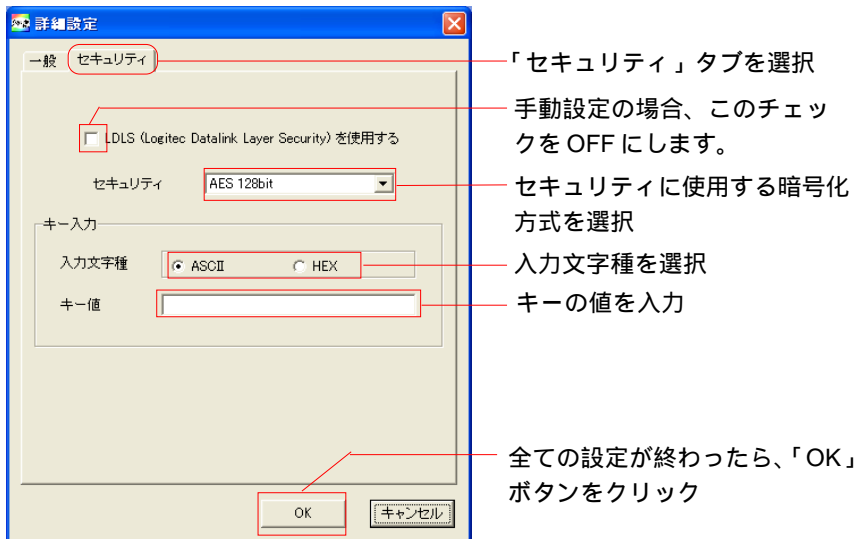 詳細設定
一般 セキュリティ
「セキュリティ」タブを選択
手動設定の場合、このチェッ
クを OFF にします。
LDLS (Logitec Datalink Layer Security) を使用する
セキュリティ AES 128bit
セキュリティに使用する暗号化
方式を選択
キー入力
入力文字種 ASCII HEX
入力文字種を選択
キー値
キーの値を入力
全ての設定が終わったら、「OK」
ボタンをクリック
OK キャンセル